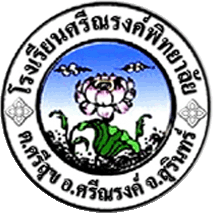 โรงเรียนศรีณรงค์พิทยาลัย
ต.ศรีสุข อ.ศรีณรงค์ จ.สุรินทร์